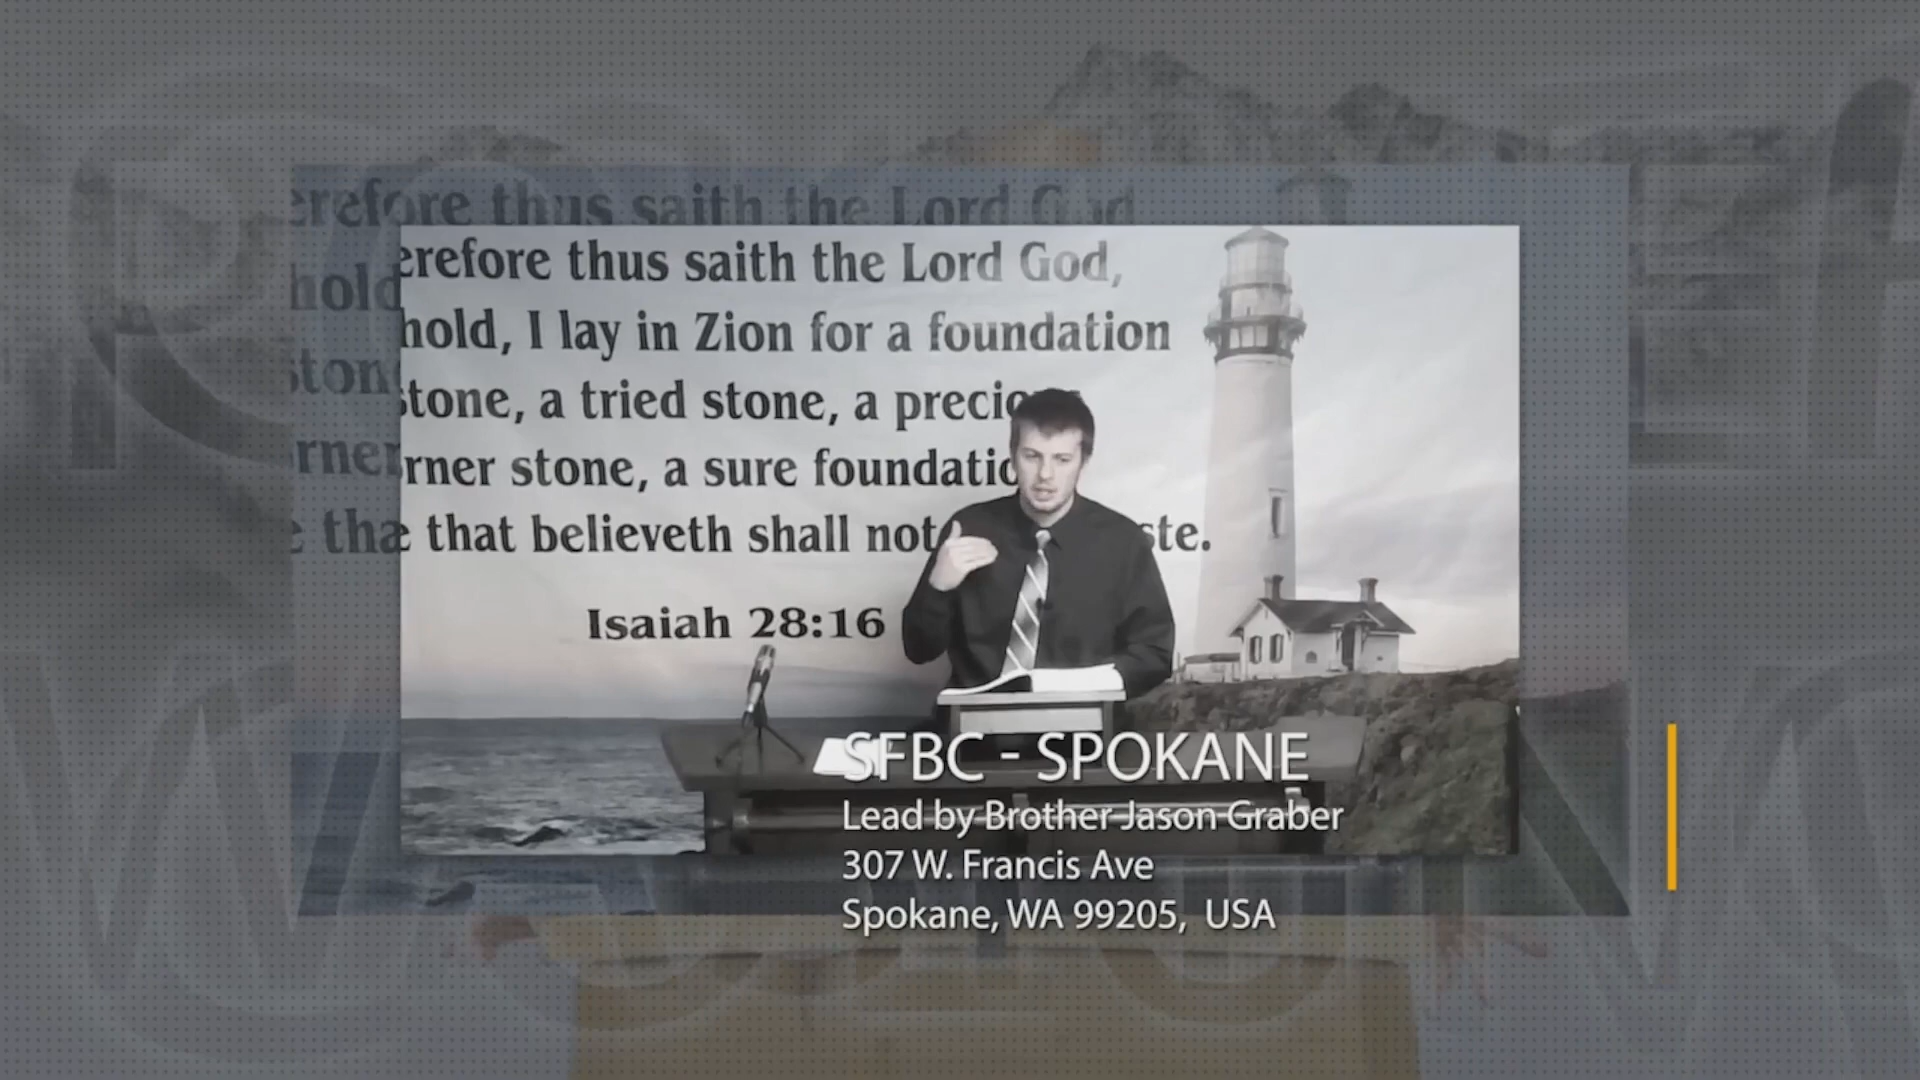 erefore thus saith the Lord God,
hold, I lay in Zion for a foundation
stone, a tried stone, a precio
rner stone, a sure foundatio
e that believeth shall not ste.
Isaiah 28:16
SFBC - SPOKANE
Lead by Brother Jason Graber
307 W. Francis Ave
Spokane, WA 99205, USA